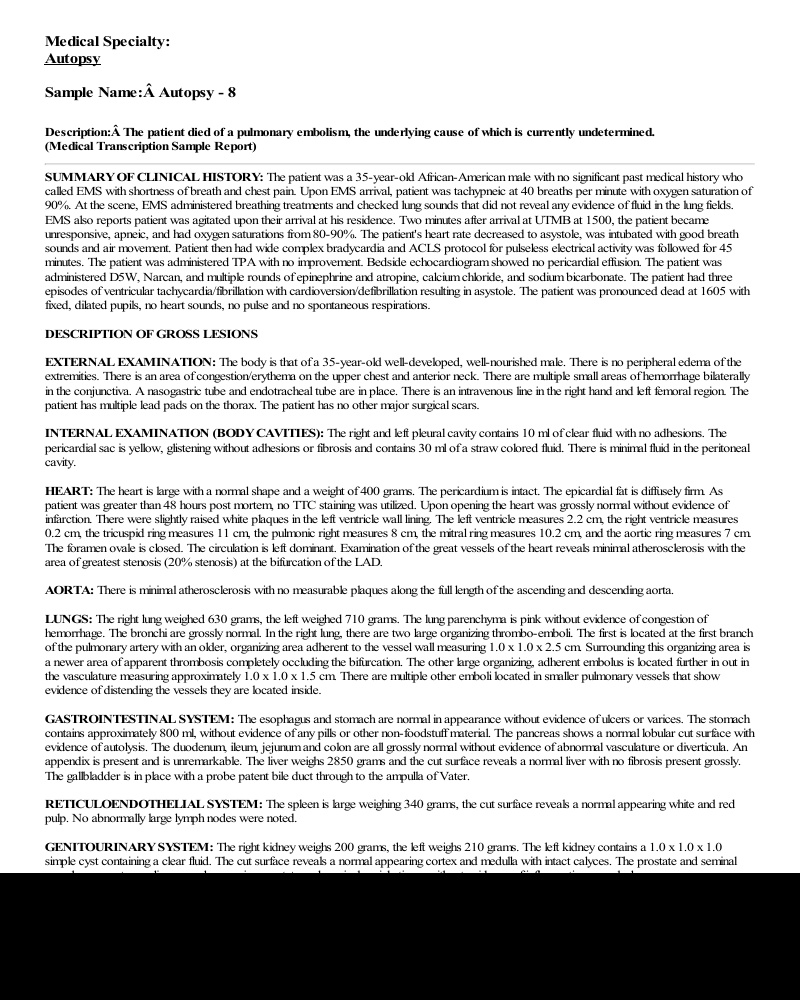 Medical Specialty:
Autopsy
Sample Name:Â Autopsy - 8
Description:Â The patient died of a pulmonary embolism, the underlying cause of which is currently undetermined.
(Medical Transcription Sample Report)
SUMMARY OF CLINICAL HISTORY: The patient was a 35-year-old African-American male with no significant past medical history who
called EMS with shortness of breath and chest pain. Upon EMS arrival, patient was tachypneic at 40 breaths per minute with oxygen saturation of
90%. At the scene, EMS administered breathing treatments and checked lung sounds that did not reveal any evidence of fluid in the lung fields.
EMS also reports patient was agitated upon their arrival at his residence. Two minutes after arrival at UTMB at 1500, the patient became
unresponsive, apneic, and had oxygen saturations from 80-90%. The patient's heart rate decreased to asystole, was intubated with good breath
sounds and air movement. Patient then had wide complex bradycardia and ACLS protocol for pulseless electrical activity was followed for 45
minutes. The patient was administered TPA with no improvement. Bedside echocardiogram showed no pericardial effusion. The patient was
administered D5W, Narcan, and multiple rounds of epinephrine and atropine, calcium chloride, and sodium bicarbonate. The patient had three
episodes of ventricular tachycardia/fibrillation with cardioversion/defibrillation resulting in asystole. The patient was pronounced dead at 1605 with
fixed, dilated pupils, no heart sounds, no pulse and no spontaneous respirations.
DESCRIPTION OF GROSS LESIONS
EXTERNAL EXAMINATION: The body is that of a 35-year-old well-developed, well-nourished male. There is no peripheral edema of the
extremities. There is an area of congestion/erythema on the upper chest and anterior neck. There are multiple small areas of hemorrhage bilaterally
in the conjunctiva. A nasogastric tube and endotracheal tube are in place. There is an intravenous line in the right hand and left femoral region. The
patient has multiple lead pads on the thorax. The patient has no other major surgical scars.
INTERNAL EXAMINATION (BODY CAVITIES): The right and left pleural cavity contains 10 ml of clear fluid with no adhesions. The
pericardial sac is yellow, glistening without adhesions or fibrosis and contains 30 ml of a straw colored fluid. There is minimal fluid in the peritoneal
cavity.
HEART: The heart is large with a normal shape and a weight of 400 grams. The pericardium is intact. The epicardial fat is diffusely firm. As
patient was greater than 48 hours post mortem, no TTC staining was utilized. Upon opening the heart was grossly normal without evidence of
infarction. There were slightly raised white plaques in the left ventricle wall lining. The left ventricle measures 2.2 cm, the right ventricle measures
0.2 cm, the tricuspid ring measures 11 cm, the pulmonic right measures 8 cm, the mitral ring measures 10.2 cm, and the aortic ring measures 7 cm.
The foramen ovale is closed. The circulation is left dominant. Examination of the great vessels of the heart reveals minimal atherosclerosis with the
area of greatest stenosis (20% stenosis) at the bifurcation of the LAD.
AORTA: There is minimal atherosclerosis with no measurable plaques along the full length of the ascending and descending aorta.
LUNGS: The right lung weighed 630 grams, the left weighed 710 grams. The lung parenchyma is pink without evidence of congestion of
hemorrhage. The bronchi are grossly normal. In the right lung, there are two large organizing thrombo-emboli. The first is located at the first branch
of the pulmonary artery with an older, organizing area adherent to the vessel wall measuring 1.0 x 1.0 x 2.5 cm. Surrounding this organizing area is
a newer area of apparent thrombosis completely occluding the bifurcation. The other large organizing, adherent embolus is located further in out in
the vasculature measuring approximately 1.0 x 1.0 x 1.5 cm. There are multiple other emboli located in smaller pulmonary vessels that show
evidence of distending the vessels they are located inside.
GASTROINTESTINAL SYSTEM: The esophagus and stomach are normal in appearance without evidence of ulcers or varices. The stomach
contains approximately 800 ml, without evidence of any pills or other non-foodstuff material. The pancreas shows a normal lobular cut surface with
evidence of autolysis. The duodenum, ileum, jejunum and colon are all grossly normal without evidence of abnormal vasculature or diverticula. An
appendix is present and is unremarkable. The liver weighs 2850 grams and the cut surface reveals a normal liver with no fibrosis present grossly.
The gallbladder is in place with a probe patent bile duct through to the ampulla of Vater.
RETICULOENDOTHELIAL SYSTEM: The spleen is large weighing 340 grams, the cut surface reveals a normal appearing white and red
pulp. No abnormally large lymph nodes were noted.
GENITOURINARY SYSTEM: The right kidney weighs 200 grams, the left weighs 210 grams. The left kidney contains a 1.0 x 1.0 x 1.0
simple cyst containing a clear fluid. The cut surface reveals a normal appearing cortex and medulla with intact calyces. The prostate and seminal